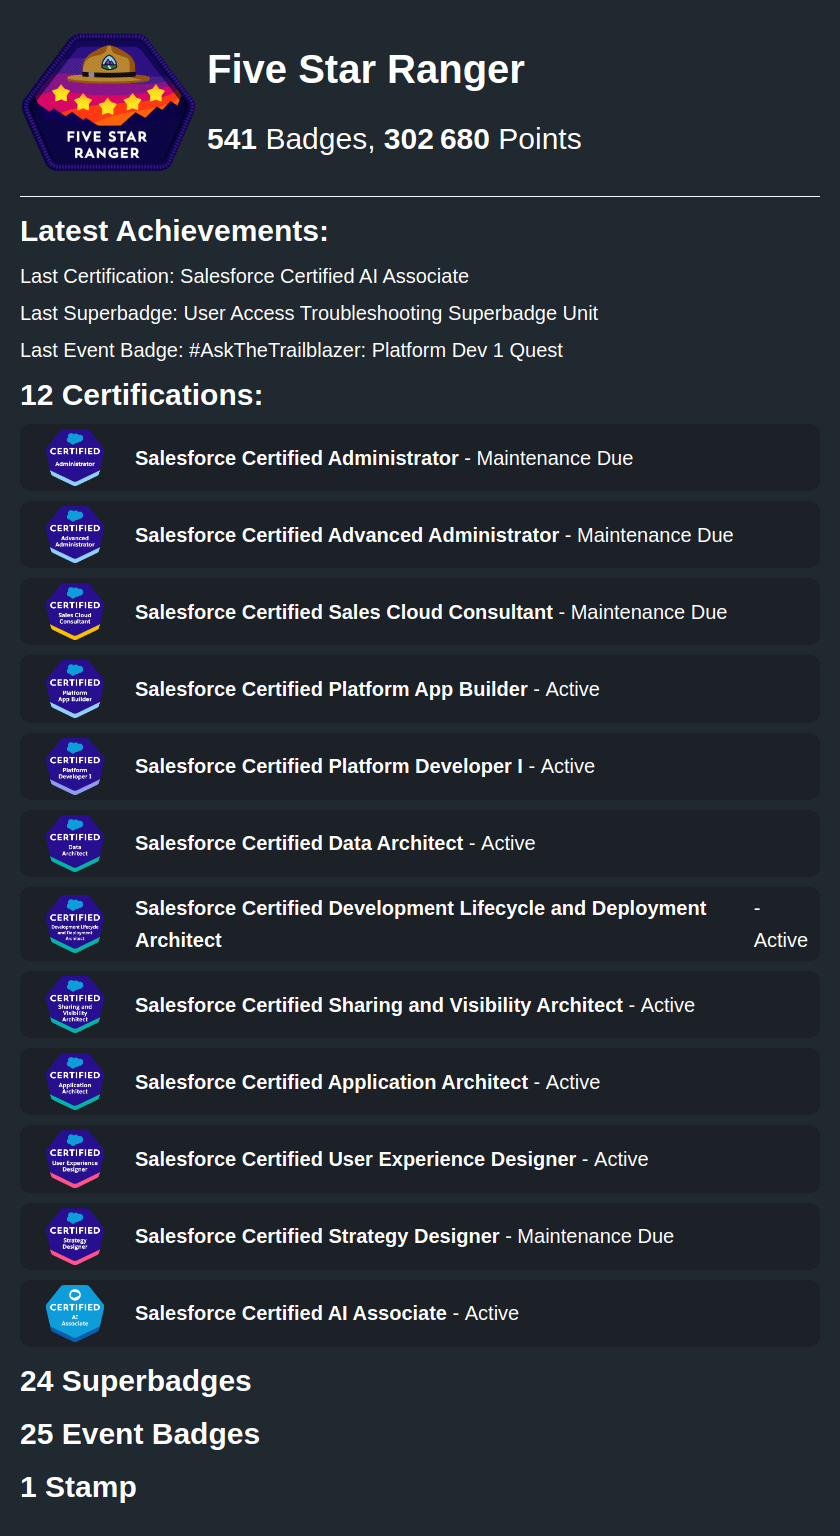 FIVE STAR
RANGER
Five Star Ranger
541 Badges, 302 680 Points
Latest Achievements:
Last Certification: Salesforce Certified AI Associate
Last Superbadge: User Access Troubleshooting Superbadge Unit
Last Event Badge: #AskTheTrailblazer: Platform Dev 1 Quest
12 Certifications:
CERTIFIED
Administrator
Salesforce Certified Administrator - Maintenance Due
CERTIFIED
Advanced
Administrator
Salesforce Certified Advanced Administrator - Maintenance Due
CERTIFIED
Sales Cloud
Consultant
Salesforce Certified Sales Cloud Consultant - Maintenance Due
CERTIFIED
Platform
App Builder
Salesforce Certified Platform App Builder - Active
CERTIFIED
Platform
Developer I
Salesforce Certified Platform Developer I - Active
CERTIFIED
Data
Architect
Salesforce Certified Data Architect - Active
CERTIFIED
Development Lifecycle
and Deployment
Architect
Salesforce Certified Development Lifecycle and Deployment -
Architect Active
CERTIFIED
Sharing and
Visibility
Architect
Salesforce Certified Sharing and Visibility Architect - Active
CERTIFIED
Application
Architect
Salesforce Certified Application Architect - Active
CERTIFIED
User Experience
Designer
Salesforce Certified User Experience Designer - Active
CERTIFIED
Strategy
Designer
Salesforce Certified Strategy Designer - Maintenance Due
CERTIFIED
AI
Associate
Salesforce Certified AI Associate - Active
24 Superbadges
25 Event Badges
1 Stamp